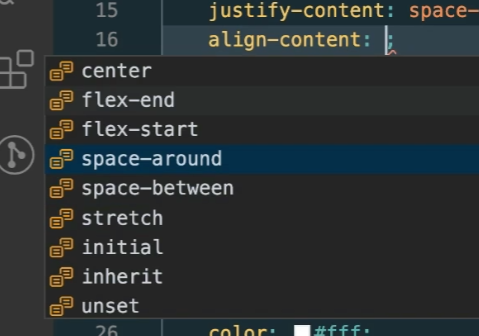 15 justify-content: space-
16 align-content: ;
center
flex-end
flex-start
space-around
space-between
stretch
initial
inherit
unset
26 color: #fff;